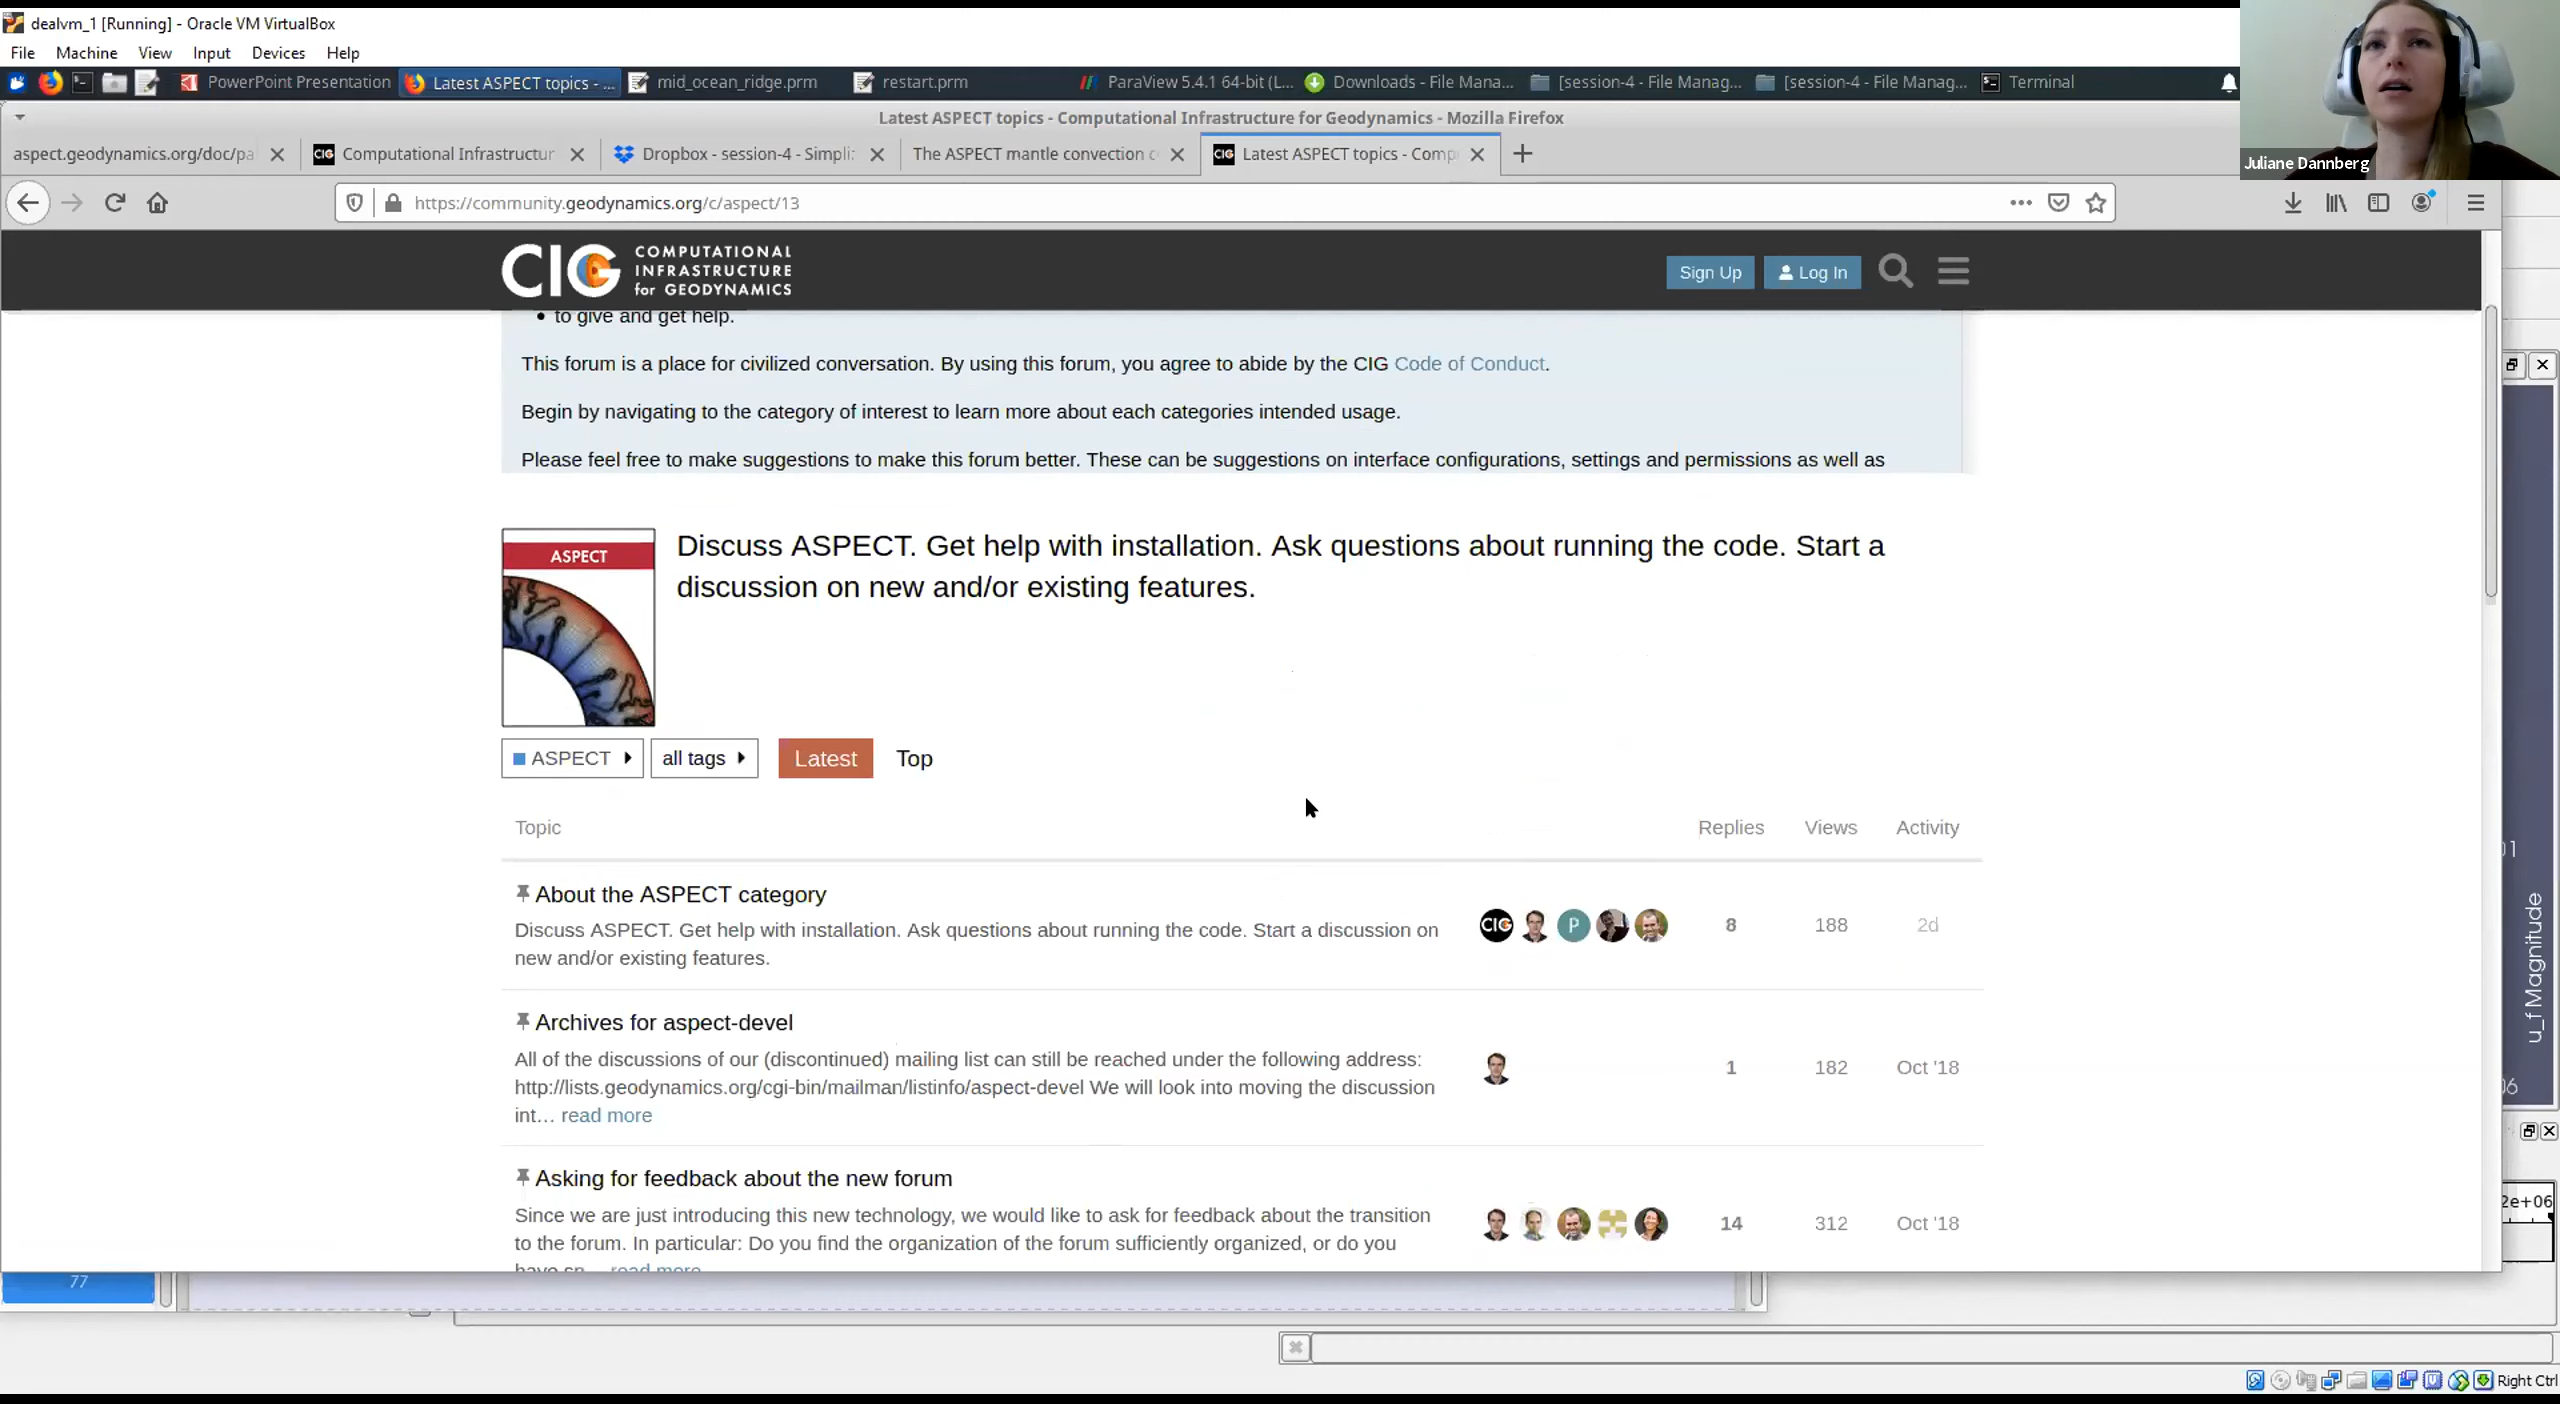 dealvm_1 [Running] - Oracle VM VirtualBox
File Machine View Input Devices Help
PowerPoint Presentation Latest ASPECT topics - ... mid_ocean_ridge.prm restart.prm ParaView 5.4.1 64-bit (L... Downloads - File Mana... [session-4 - File Manag... [session-4 - File Manag... Terminal
Latest ASPECT topics - Computational Infrastructure for Geodynamics - Mozilla Firefox
aspect.geodynamics.org/doc/pa CIG Computational Infrastructur Dropbox - session-4 - Simpli The ASPECT mantle convection c CIG Latest ASPECT topics - Comp
Juliane Dannberg
https://community.geodynamics.org/c/aspect/13
CIG COMPUTATIONAL
INFRASTRUCTURE
for GEODYNAMICS
Sign Up Log In
to give and get help.
This forum is a place for civilized conversation. By using this forum, you agree to abide by the CIG Code of Conduct.
Begin by navigating to the category of interest to learn more about each categories intended usage.
Please feel free to make suggestions to make this forum better. These can be suggestions on interface configurations, settings and permissions as well as
ASPECT
Discuss ASPECT. Get help with installation. Ask questions about running the code. Start a
discussion on new and/or existing features.
ASPECT all tags Latest Top
Topic Replies Views Activity
About the ASPECT category
Discuss ASPECT. Get help with installation. Ask questions about running the code. Start a discussion on
new and/or existing features.
CIG P 8 188 2d
Archives for aspect-devel
All of the discussions of our (discontinued) mailing list can still be reached under the following address:
http://lists.geodynamics.org/cgi-bin/mailman/listinfo/aspect-devel We will look into moving the discussion
int... read more
1 182 Oct '18
Asking for feedback about the new forum
Since we are just introducing this new technology, we would like to ask for feedback about the transition
to the forum. In particular: Do you find the organization of the forum sufficiently organized, or do you
14 312 Oct '18
read more
u_f Magnitude
2e+06
77
Right Ctrl